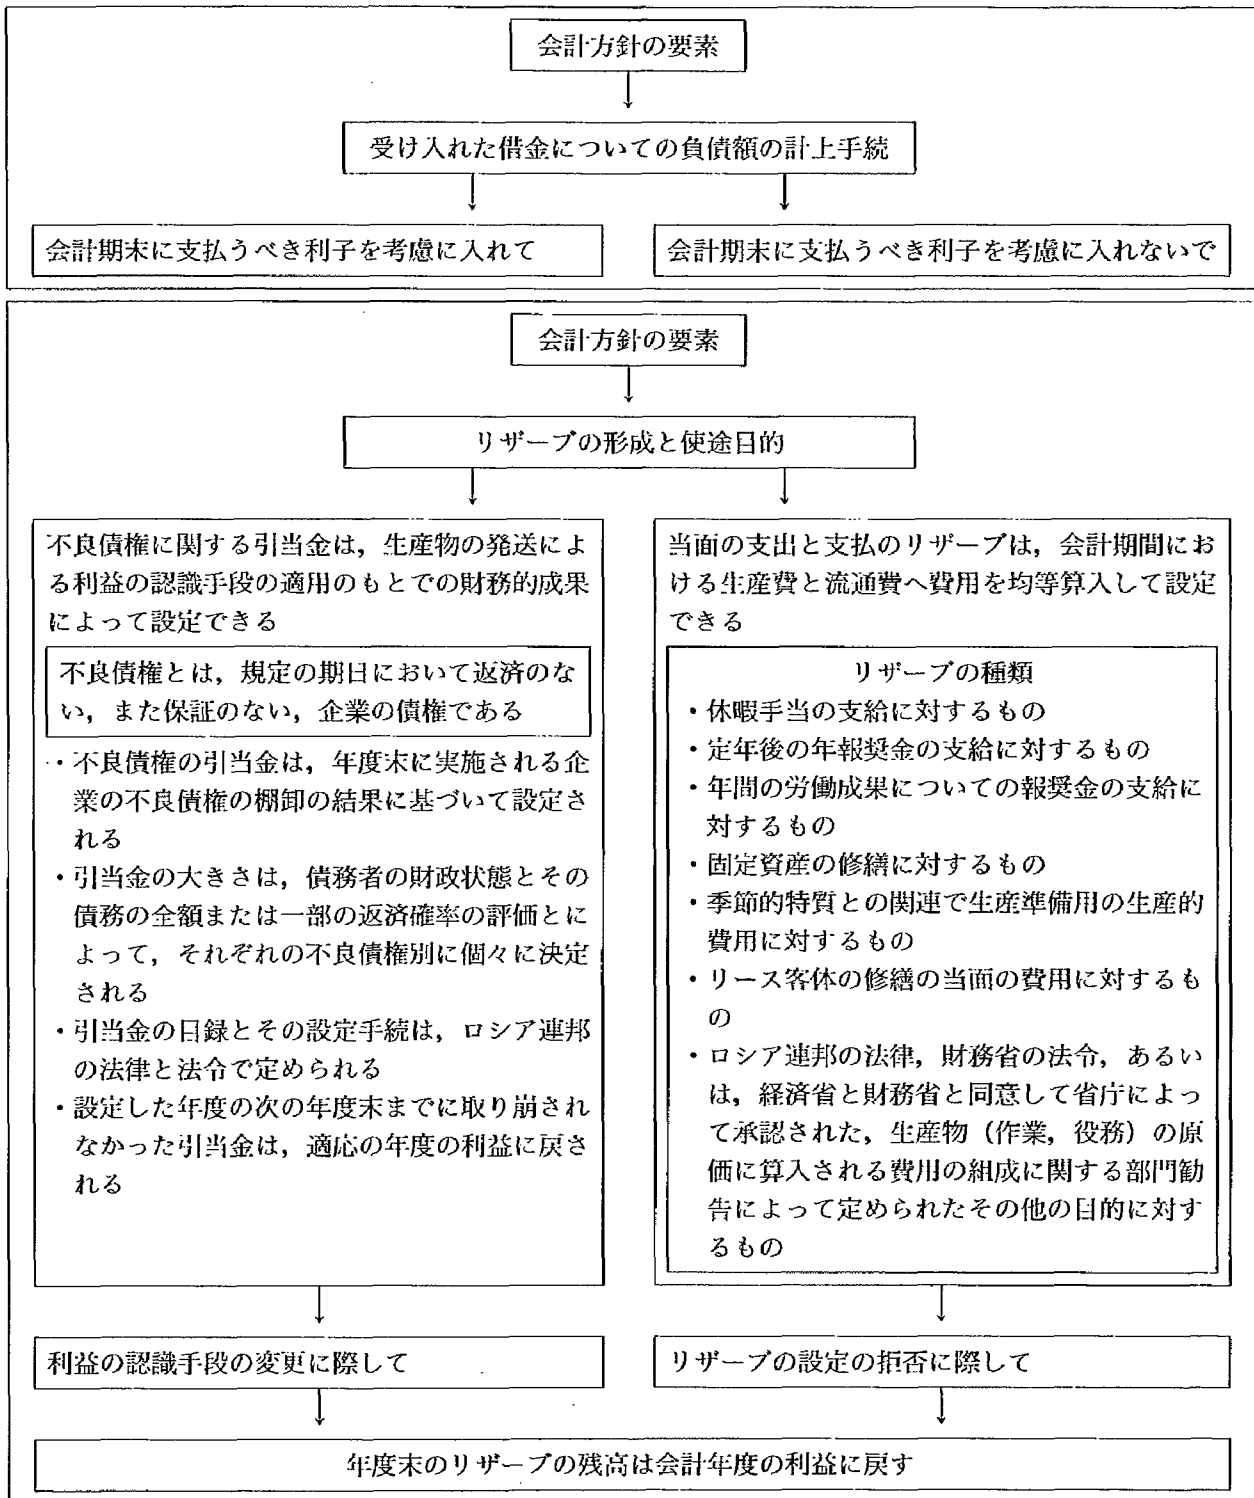 会計方針の要素
受け入れた借金についての負債額の計上手続
会計期末に支払うべき利子を考慮に入れて
会計期末に支払うべき利子を考慮に入れないで
会計方針の要素
リザーブの形成と使途目的
不良債権に関する引当金は，生産物の発送によ
る利益の認識手段の適用のもとでの財務的成果
によって設定できる
不良債権とは，規定の期日において返済のな
い，また保証のない，企業の債権である
・不良債権の引当金は，年度末に実施される企
業の不良債権の棚卸の結果に基づいて設定さ
れる
・引当金の大きさは，債務者の財政状態とその
債務の全額または一部の返済確率の評価とに
よって，それぞれの不良債権別に個々に決定
される
・引当金の目録とその設定手続は，ロシア連邦
の法律と法令で定められる
・設定した年度の次の年度末までに取り崩され
なかった引当金は，適応の年度の利益に戻さ
れる
当面の支出と支払のリザーブは，会計期間にお
ける生産費と流通費へ費用を均等算入して設定
できる
リザーブの種類
・休暇手当の支給に対するもの
・定年後の年報奨金の支給に対するもの
・年間の労働成果についての報奨金の支給に
対するもの
・固定資産の修繕に対するもの
・季節的特質との関連で生産準備用の生産的
費用に対するもの
・リース客体の修繕の当面の費用に対するも
の
・ロシア連邦の法律，財務省の法令，あるい
は，経済省と財務省と同意して省庁によっ
て承認された，生産物（作業，役務）の原
価に算入される費用の組成に関する部門勧
告によって定められたその他の目的に対す
るもの
利益の認識手段の変更に際して
リザーブの設定の拒否に際して
年度末のリザーブの残高は会計年度の利益に戻す